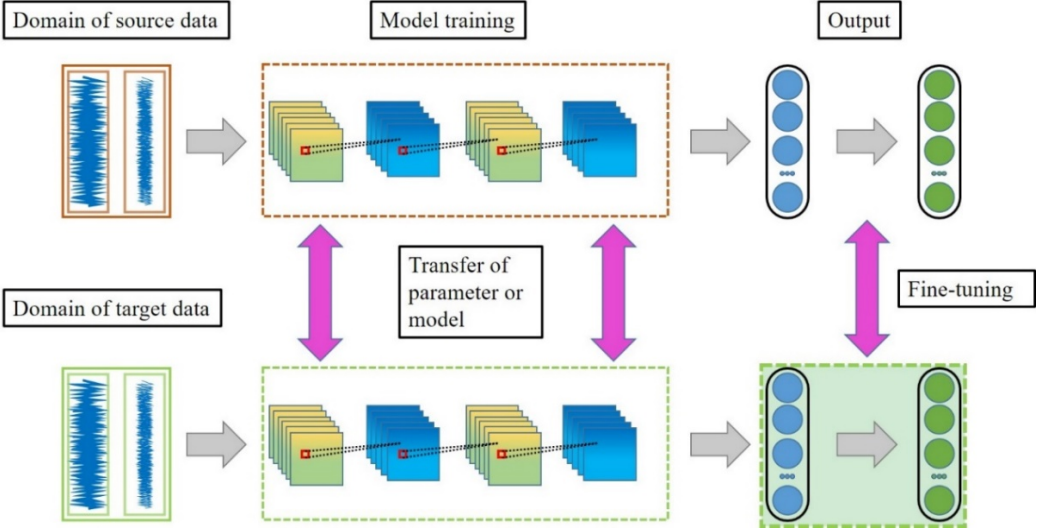 Domain of source data
Model training
Output
Transfer of
parameter or
model
Fine-tuning
Domain of target data